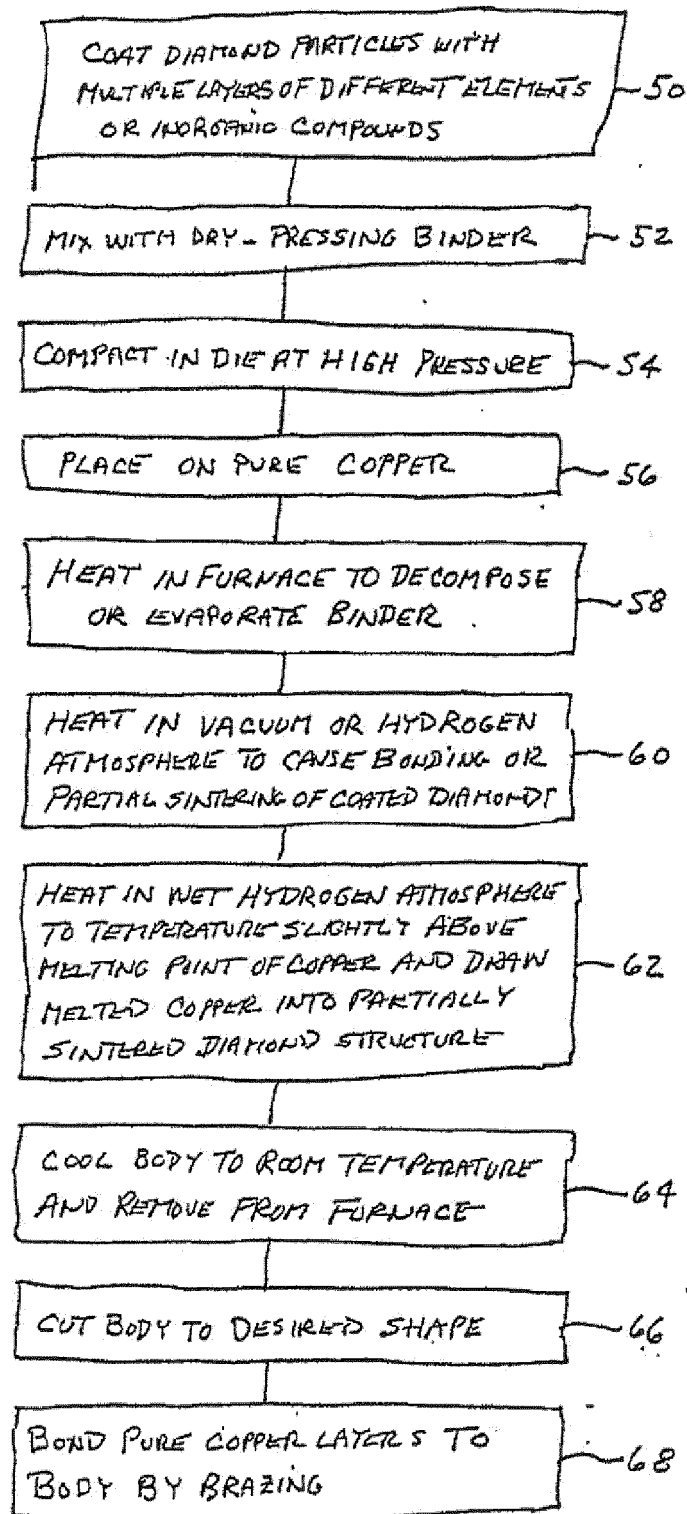 COAT DIAMOND PARTICLES WITH
MULTIPLE LAYERS OF DIFFERENT ELEMENTS
OR INORGANIC COMPOUNDS
50
MIX WITH DRY-PRESSING BINDER
52
COMPACT IN DIE AT HIGH PRESSURE
54
PLACE ON PURE COPPER
56
HEAT IN FURNACE TO DECOMPOSE
OR EVAPORATE BINDER
58
HEAT IN VACUUM OR HYDROGEN
ATMOSPHERE TO CAUSE BONDING OR
PARTIAL SINTERING OF COATED DIAMONDS
60
HEAT IN WET HYDROGEN ATMOSPHERE
TO TEMPERATURE SLIGHTLY ABOVE
MELTING POINT OF COPPER AND DRAW
MELTED COPPER INTO PARTIALLY
SINTERED DIAMOND STRUCTURE
62
COOL BODY TO ROOM TEMPERATURE
AND REMOVE FROM FURNACE
64
CUT BODY TO DESIRED SHAPE
66
BOND PURE COPPER LAYERS TO
BODY BY BRAZING
68